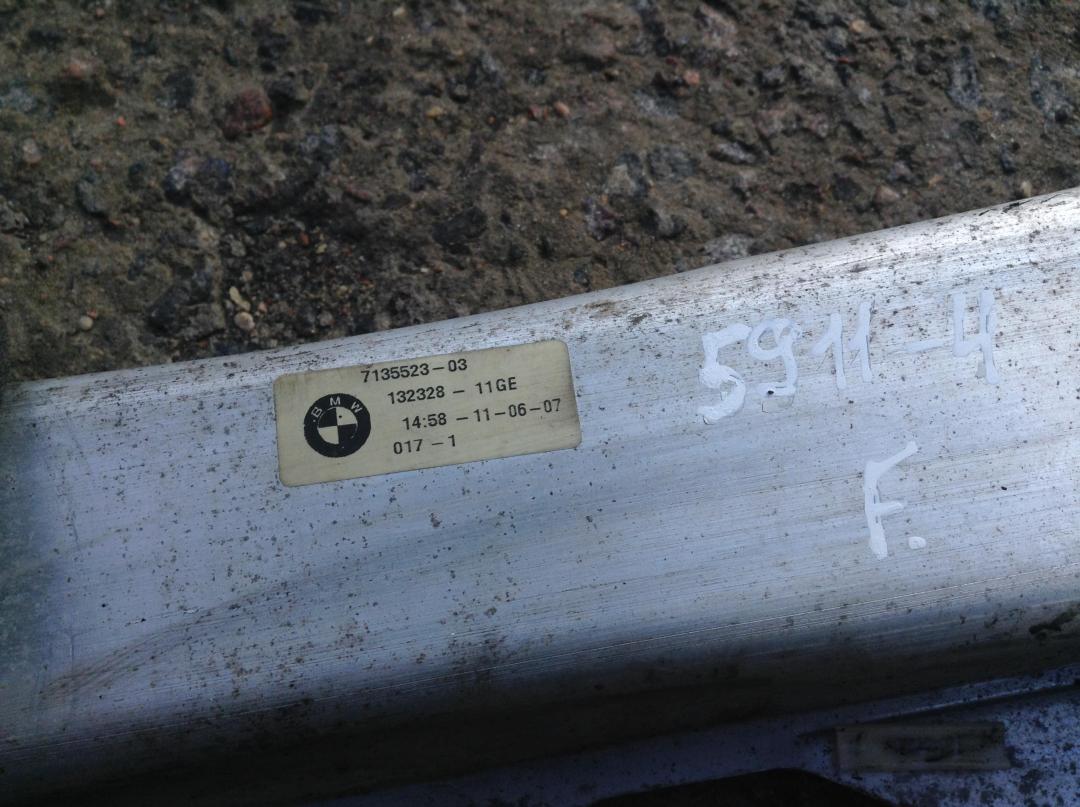 7135523-03
132328 - 11GE
BMW
14:58 - 11-06-07
017 - 1
5911-4
F.